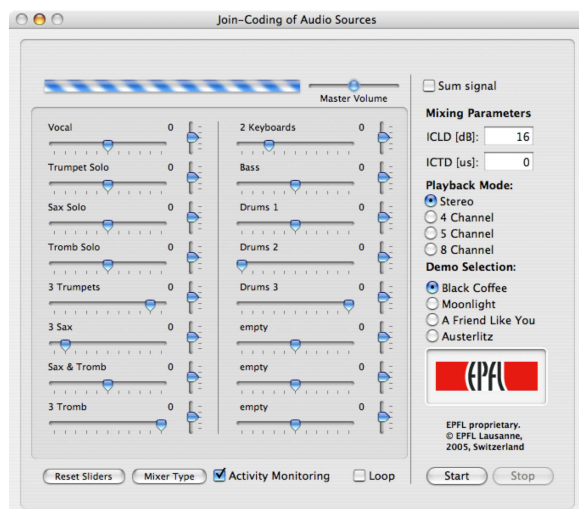 Join-Coding of Audio Sources
Master Volume
Vocal 0
Trumpet Solo 0
Sax Solo 0
Tromb Solo 0
3 Trumpets 0
3 Sax 0
Sax & Tromb 0
3 Tromb 0
2 Keyboards 0
Bass 0
Drums 1 0
Drums 2 0
Drums 3 0
empty 0
empty 0
empty 0
Reset Sliders Mixer Type Activity Monitoring Loop
Sum signal
Mixing Parameters
ICLD [dB]: 16
ICTD [us]: 0
Playback Mode:
Stereo
4 Channel
5 Channel
8 Channel
Demo Selection:
Black Coffee
Moonlight
A Friend Like You
Austerlitz
EPFL
EPFL proprietary.
© EPFL Lausanne,
2005, Switzerland
Start Stop